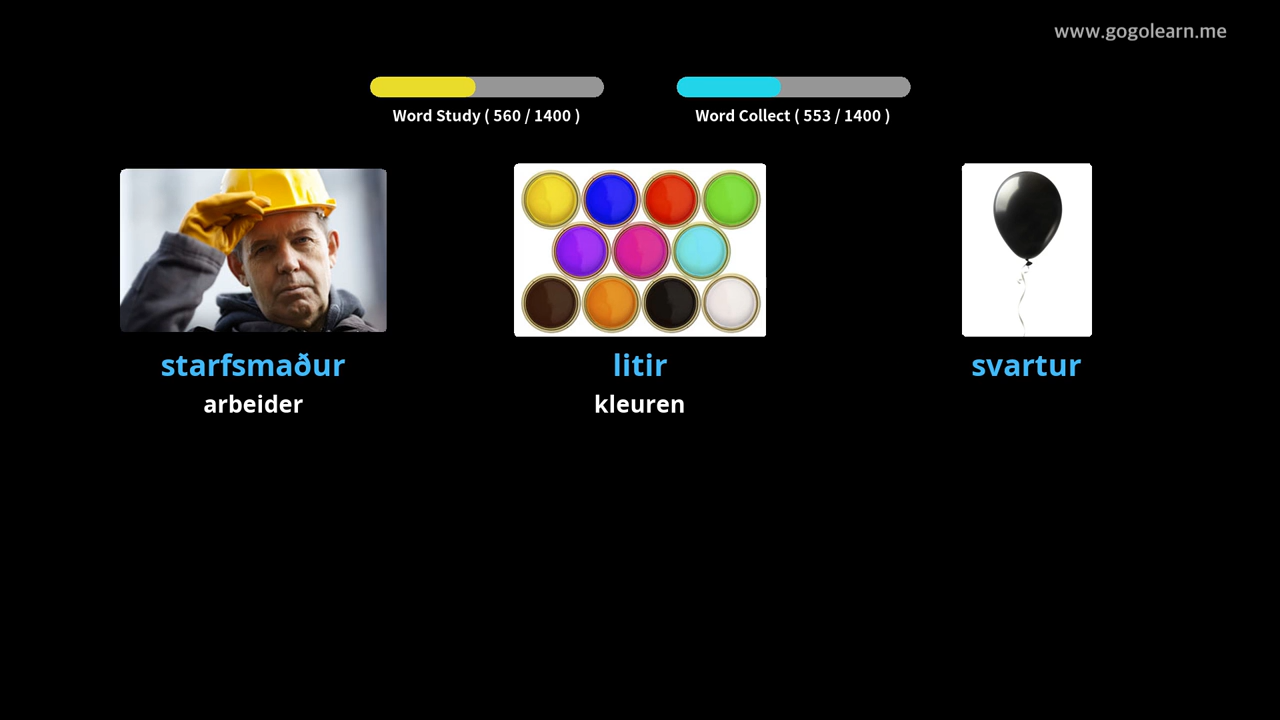 www.gogolearn.me
Word Study ( 560 / 1400 )
Word Collect ( 553 / 1400 )
starfsmaður
litir
svartur
arbeider
kleuren